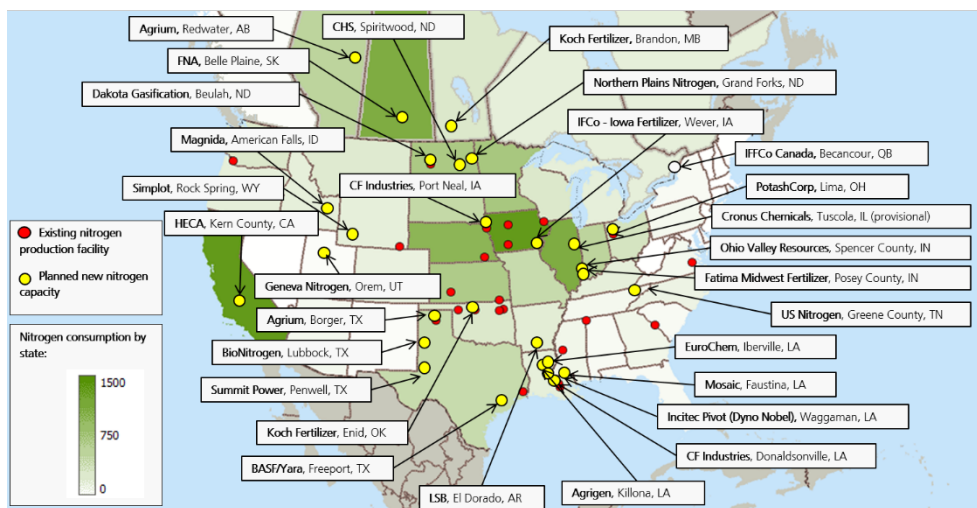 Agrium, Redwater, AB
CHS, Spiritwood, ND
Koch Fertilizer, Brandon, MB
FNA, Belle Plaine, SK
Northern Plains Nitrogen, Grand Forks, ND
Dakota Gasification, Beulah, ND
IFCo - Iowa Fertilizer, Wever, IA
Magnida, American Falls, ID
IFFCo Canada, Becancour, QB
CF Industries, Port Neal, IA
Simplot, Rock Spring, WY
PotashCorp, Lima, OH
HECA, Kern County, CA
Cronus Chemicals, Tuscola, IL (provisional)
Existing nitrogen
production facility
Ohio Valley Resources, Spencer County, IN
Planned new nitrogen
capacity
Fatima Midwest Fertilizer, Posey County, IN
Geneva Nitrogen, Orem, UT
US Nitrogen, Greene County, TN
Agrium, Borger, TX
Nitrogen consumption by
state:
BioNitrogen, Lubbock, TX
EuroChem, Iberville, LA
1500
Summit Power, Penwell, TX
Mosaic, Faustina, LA
750
Incitec Pivot (Dyno Nobel), Waggaman, LA
Koch Fertilizer, Enid, OK
CF Industries, Donaldsonville, LA
BASF/Yara, Freeport, TX
0
LSB, El Dorado, AR
Agrigen, Killona, LA